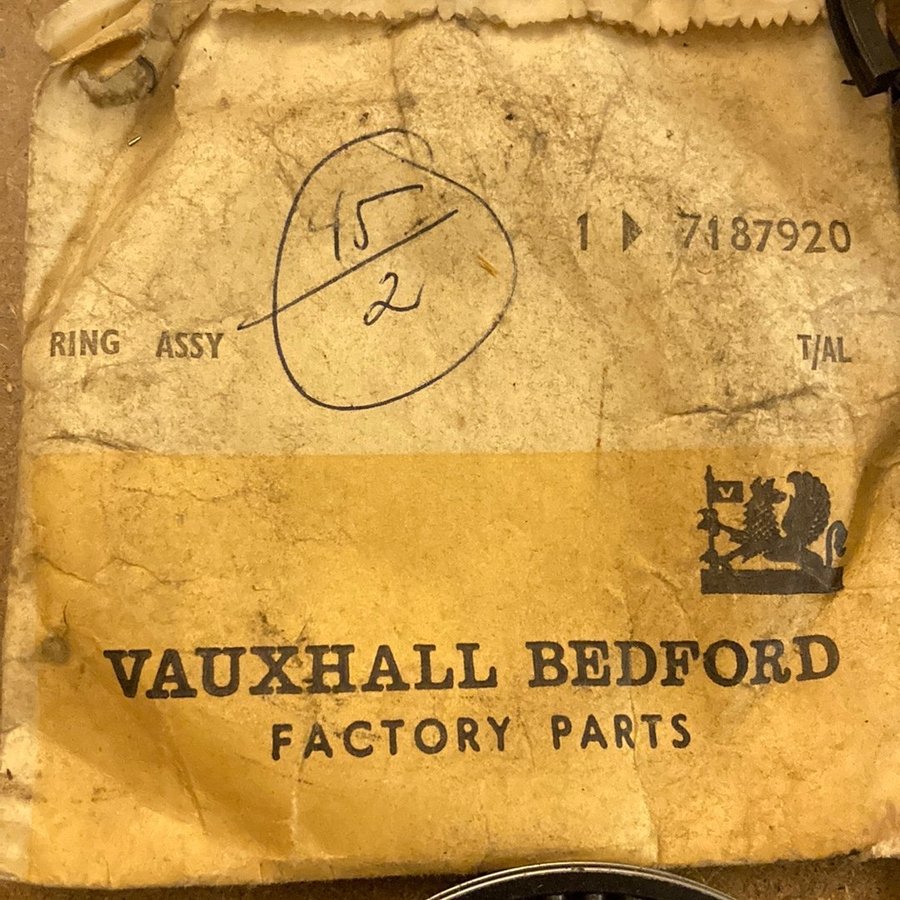 45
2
1 ▶ 7187920
RING ASSY T/AL
V
VAUXHALL BEDFORD
FACTORY PARTS